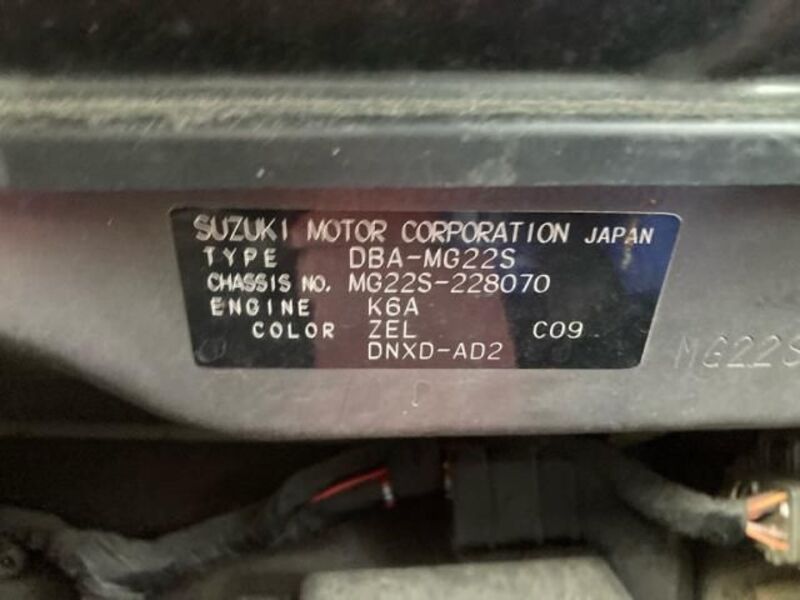 SUZUKI MOTOR CORPORATION JAPAN
TYPE DBA-MG22S
CHASSIS NO. MG22S-228070
ENGINE K6A
COLOR ZEL C09
DNXD-AD2
MG22S